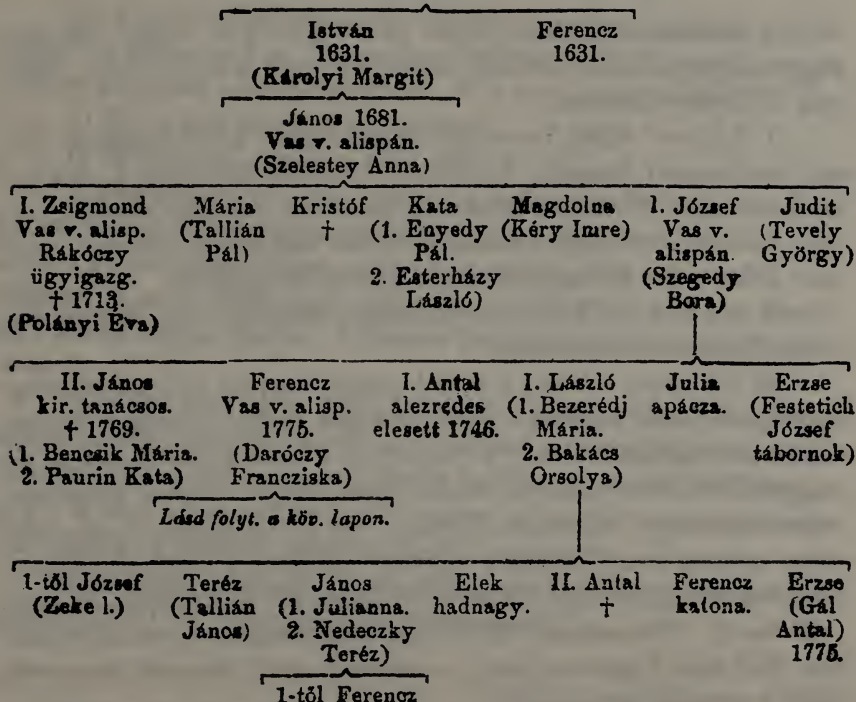 István
1631.
(Károlyi Margit)
Ferencz
1631.
János 1681.
Vas v. alispán.
(Szelestey Anna)
I. Zsigmond
Vas v. alisp.
Rákóczy
ügyigazg.
† 1713.
(Polányi Éva)
Mária
(Tallián
Pál)
Kristóf
†
Kata
(1. Enyedy
Pál.
2. Esterházy
László)
Magdolna
(Kéry Imre)
I. József
Vas v.
alispán.
(Szegedy
Bora)
Judit
(Tevely
György)
II. János
kir. tanácsos.
† 1769.
(1. Bencsik Mária.
2. Paurin Kata)
Ferencz
Vas v. alisp.
1775.
(Daróczy
Francziska)
I. Antal
alezredes
elesett 1746.
I. László
(1. Bezerédj
Mária.
2. Bakács
Orsolya)
Julia
apácza.
Erzse
(Festetich
József
tábornok)
Lásd folyt. a köv. lapon.
1-től József
(Zeke l.)
Teréz
(Tallián
János)
János
(1. Julianna.
2. Nedeczky
Teréz)
Elek
hadnagy.
II. Antal
†
Ferencz
katona.
Erzse
(Gál
Antal)
1775.
1-től Ferencz